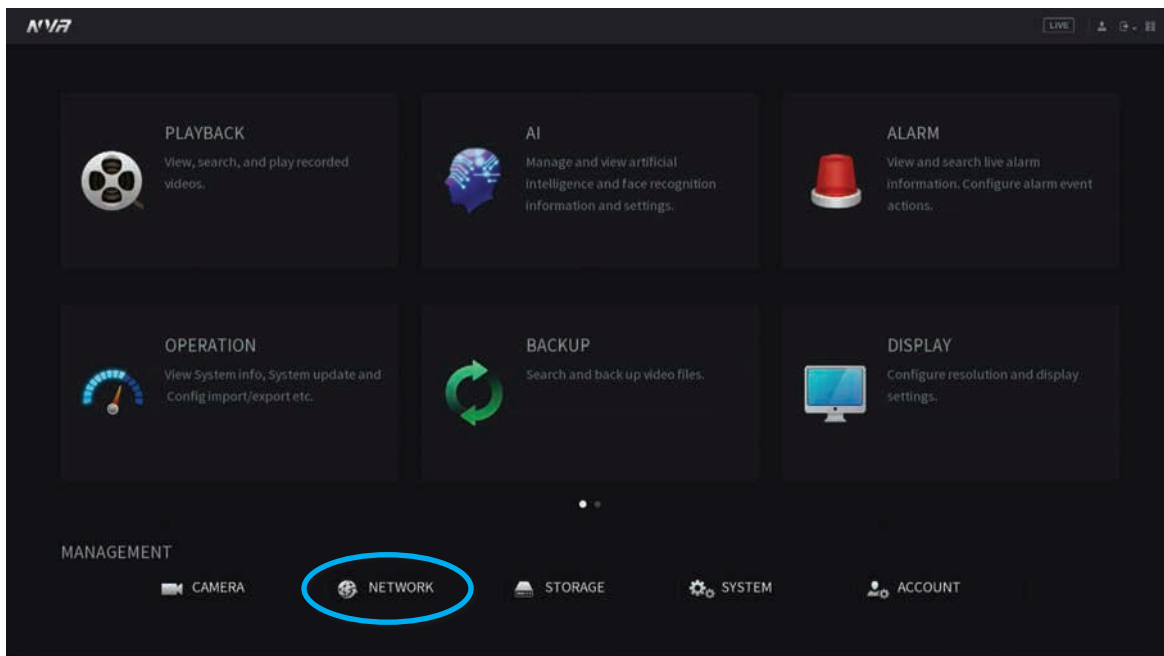 NVR
LIVE
PLAYBACK
View, search, and play recorded
videos.
AI
Manage and view artificial
intelligence and face recognition
information and settings.
ALARM
View and search live alarm
information. Configure alarm event
actions.
OPERATION
View System info, System update and
Config import/export etc.
BACKUP
Search and back up video files.
DISPLAY
Configure resolution and display
settings.
MANAGEMENT
CAMERA
NETWORK
STORAGE
SYSTEM
ACCOUNT